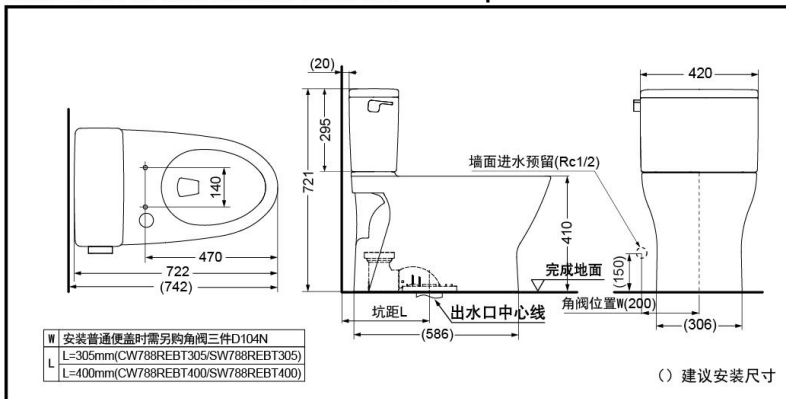 (20)
420
295
721
墙面进水预留(Rc1/2)
140
470
722
(742)
410
(150)
完成地面
坑距L
出水口中心线
角阀位置W(200)
(586)
(306)
W 安装普通便盖时需另购角阀三件D104N
L L=305mm(CW788REBT305/SW788REBT305)
L=400mm(CW788REBT400/SW788REBT400)
()建议安装尺寸